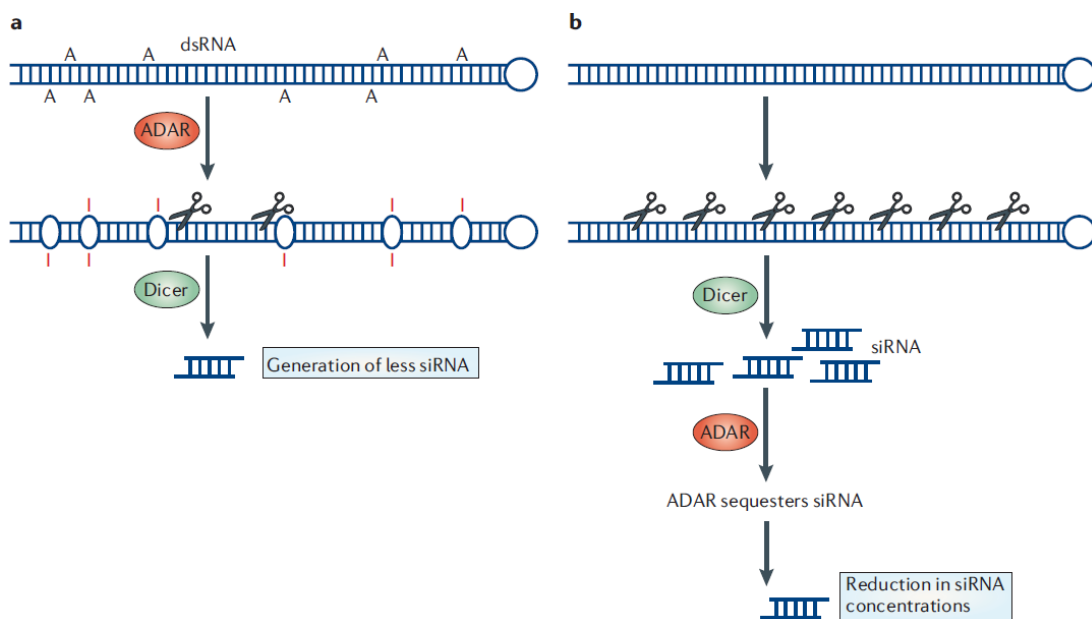 a
dsRNA
A A A A
A A A A
ADAR
I I I I
I I I I
Dicer
Generation of less siRNA
b
Dicer
siRNA
ADAR
ADAR sequesters siRNA
Reduction in siRNA
concentrations